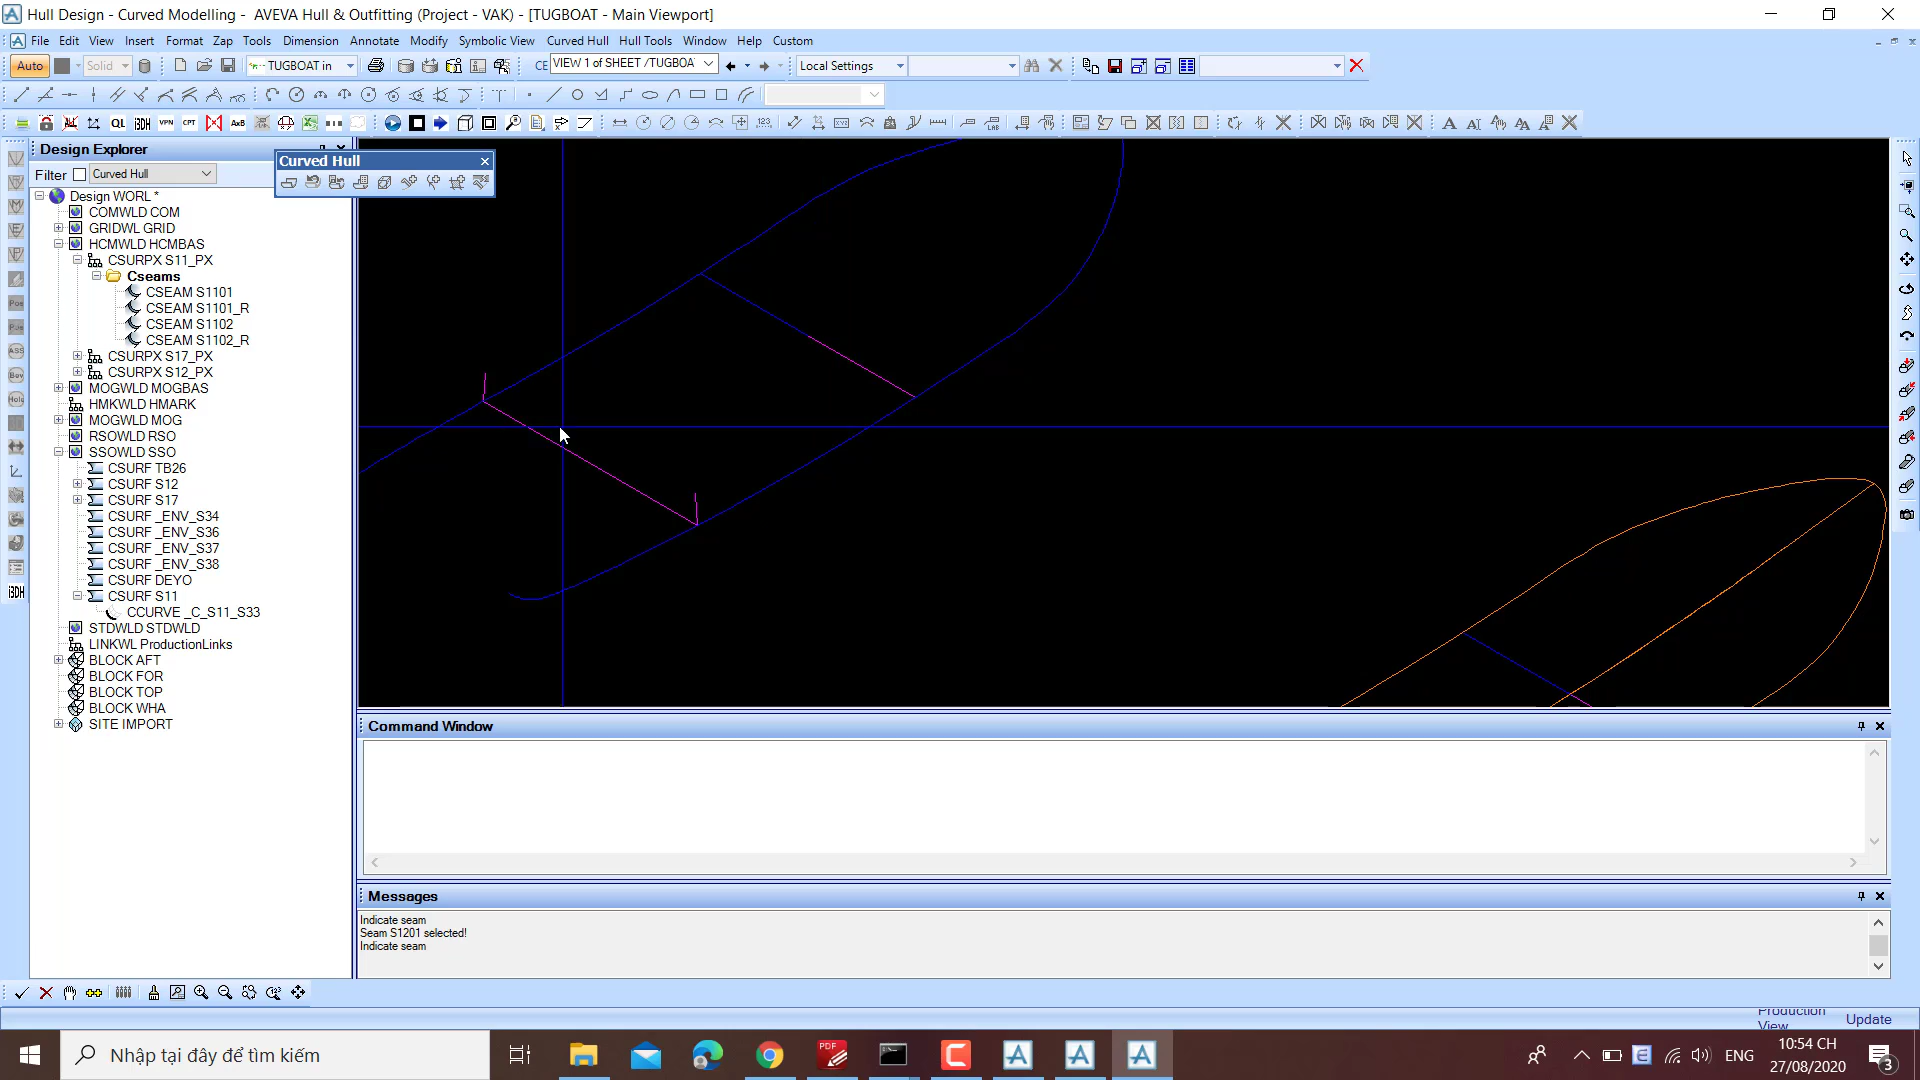 Hull Design - Curved Modelling - AVEVA Hull & Outfitting (Project - VAK) - [TUGBOAT - Main Viewport]
File Edit View Insert Format Zap Tools Dimension Annotate Modify Symbolic View Curved Hull Hull Tools Window Help Custom
Auto Solid TUGBOAT in CE VIEW 1 of SHEET /TUGBOA Local Settings
QL VPN CPT AxB
Design Explorer
Filter Curved Hull
Curved Hull
Design WORL *
COMWLD COM
GRIDWL GRID
HCMWLD HCMBAS
CSURPX S11_PX
Cseams
CSEAM S1101
CSEAM S1101_R
CSEAM S1102
CSEAM S1102_R
CSURPX S17_PX
CSURPX S12_PX
MOGWLD MOGBAS
HMKWLD HMARK
MOGWLD MOG
RSOWLD RSO
SSOWLD SSO
CSURF TB26
CSURF S12
CSURF S17
CSURF _ENV_S34
CSURF _ENV_S36
CSURF _ENV_S37
CSURF _ENV_S38
CSURF DEYO
CSURF S11
CCURVE _C_S11_S33
STDWLD STDWLD
LINKWL ProductionLinks
BLOCK AFT
BLOCK FOR
BLOCK TOP
BLOCK WHA
SITE IMPORT
Command Window
Messages
Indicate seam
Seam S1201 selected!
Indicate seam
Production View
Update
Nhập tại đây để tìm kiếm
PDF
ENG
10:54 CH
27/08/2020
3